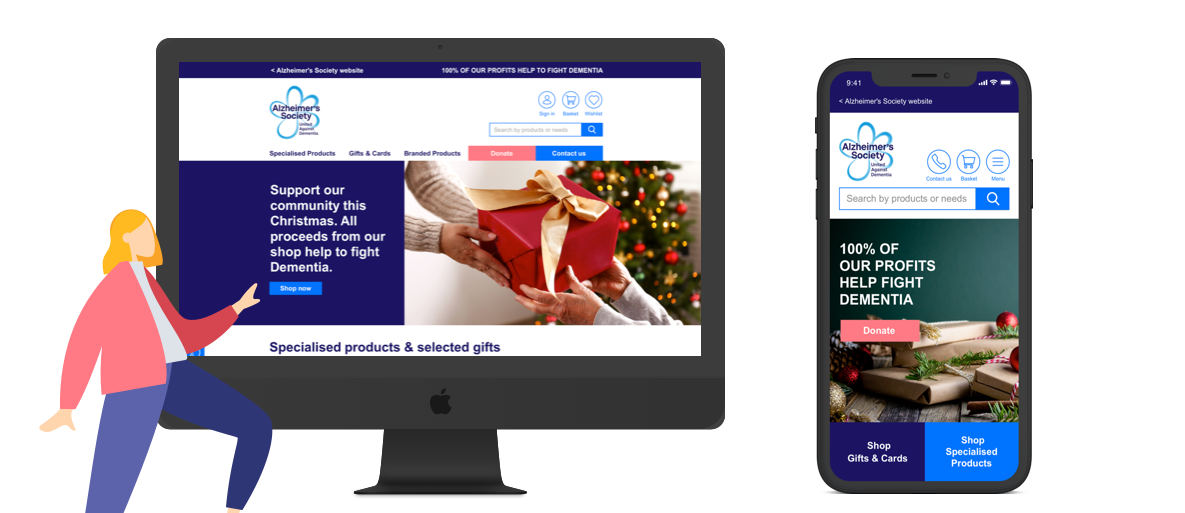 < Alzheimer's Society website
100% OF OUR PROFITS HELP TO FIGHT DEMENTIA
Alzheimer's
Society
United
Against
Dementia
Sign in
Basket
Wishlist
Search by products or needs
Specialised Products
Gifts & Cards
Branded Products
Donate
Contact us
Support our
community this
Christmas. All
proceeds from our
shop help to fight
Dementia.
Shop now
Specialised products & selected gifts
9:41
< Alzheimer's Society website
Alzheimer's
Society
United
Against
Dementia
Contact us
Basket
Menu
Search by products or needs
100% OF
OUR PROFITS
HELP FIGHT
DEMENTIA
Donate
Shop
Gifts & Cards
Shop
Specialised
Products